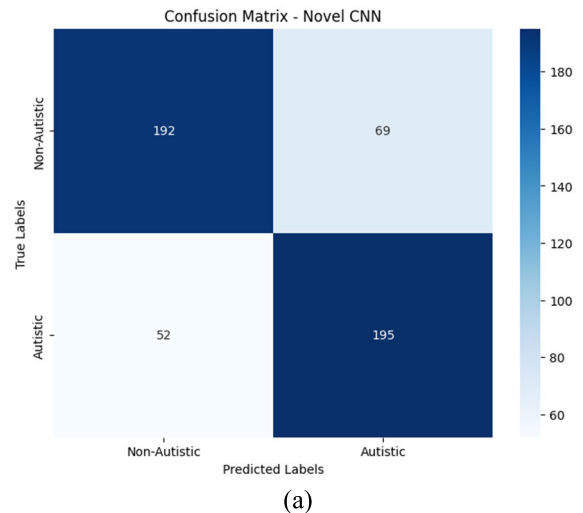 Confusion Matrix - Novel CNN
True Labels
Non-Autistic
192
69
Autistic
52
195
Non-Autistic
Autistic
Predicted Labels
180
160
140
120
100
80
60
(a)